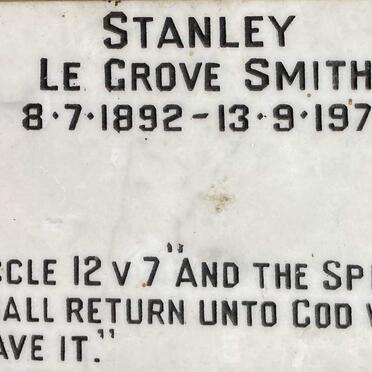 STANLEY
LE GROVE SMITH
8·7·1892-13·9·197
CCLE 12 V 7 "AND THE SPI
ALL RETURN UNTO GOD
AVE IT."